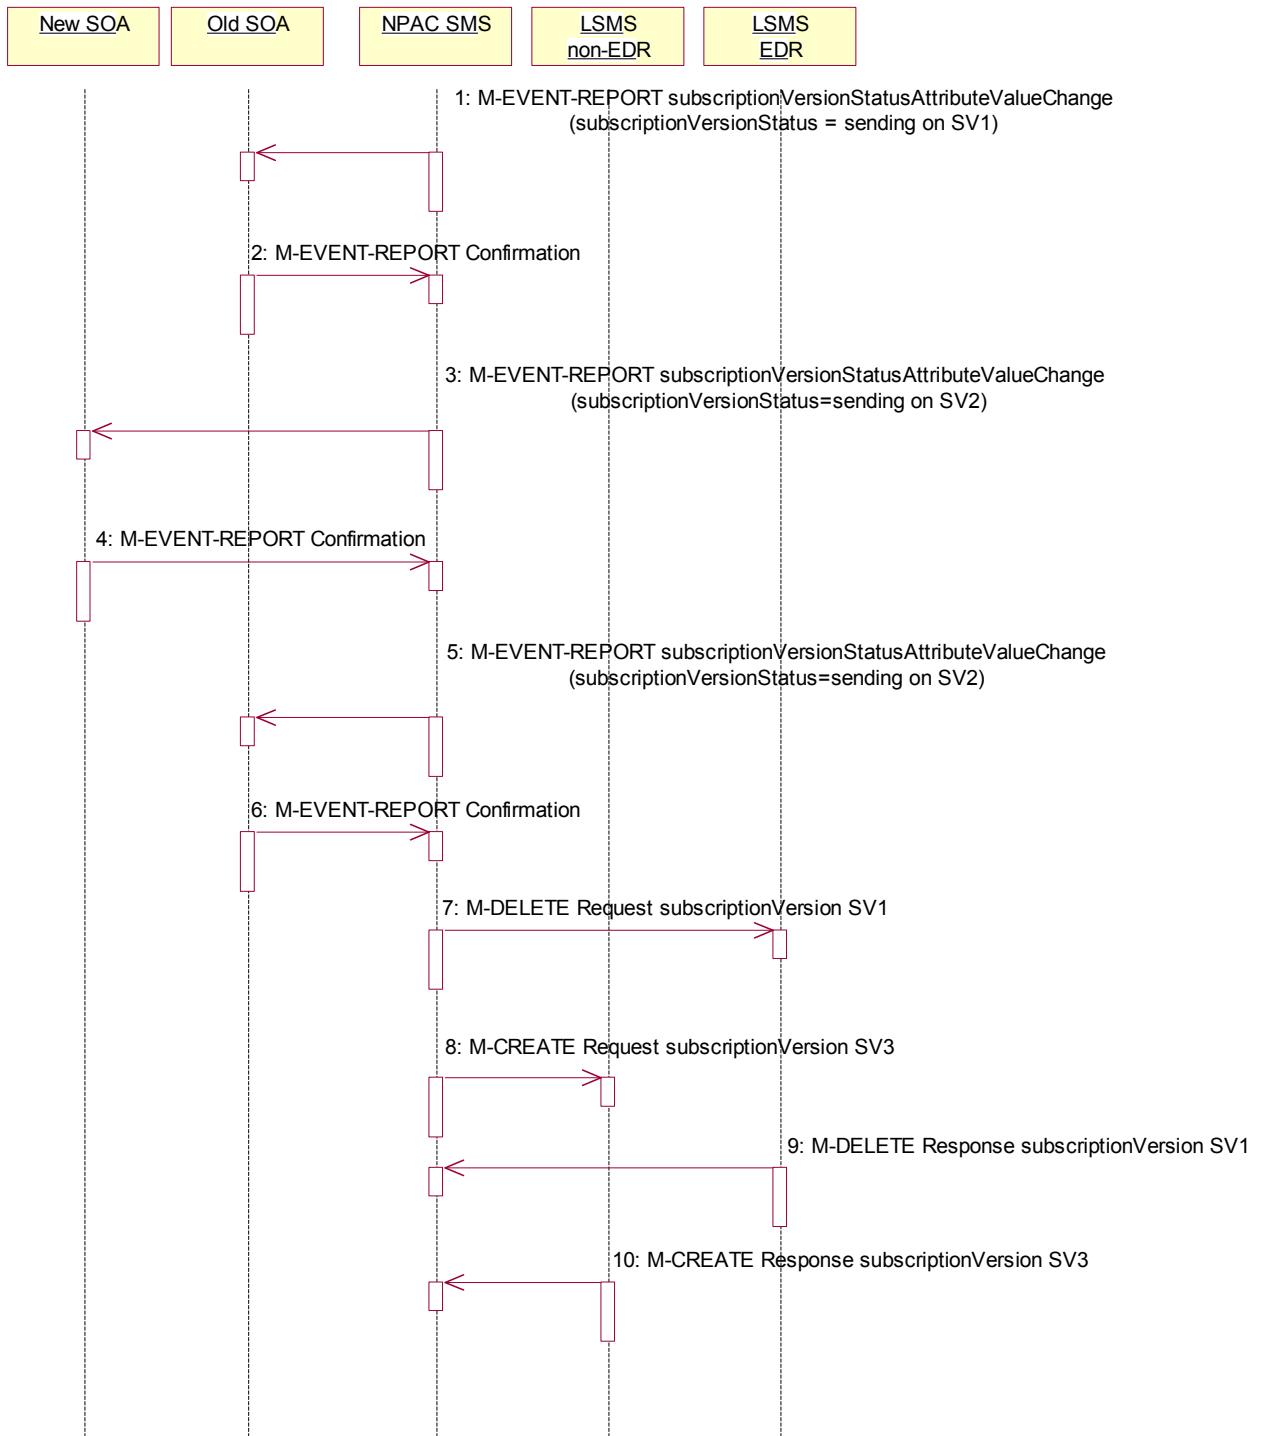 New SOA
Old SOA
NPAC SMS
LSMS
non-EDR
LSMS
EDR
1: M-EVENT-REPORT subscriptionVersionStatusAttributeValueChange
(subscriptionVersionStatus = sending on SV1)
2: M-EVENT-REPORT Confirmation
3: M-EVENT-REPORT subscriptionVersionStatusAttributeValueChange
(subscriptionVersionStatus=sending on SV2)
4: M-EVENT-REPORT Confirmation
5: M-EVENT-REPORT subscriptionVersionStatusAttributeValueChange
(subscriptionVersionStatus=sending on SV2)
6: M-EVENT-REPORT Confirmation
7: M-DELETE Request subscriptionVersion SV1
8: M-CREATE Request subscriptionVersion SV3
9: M-DELETE Response subscriptionVersion SV1
10: M-CREATE Response subscriptionVersion SV3